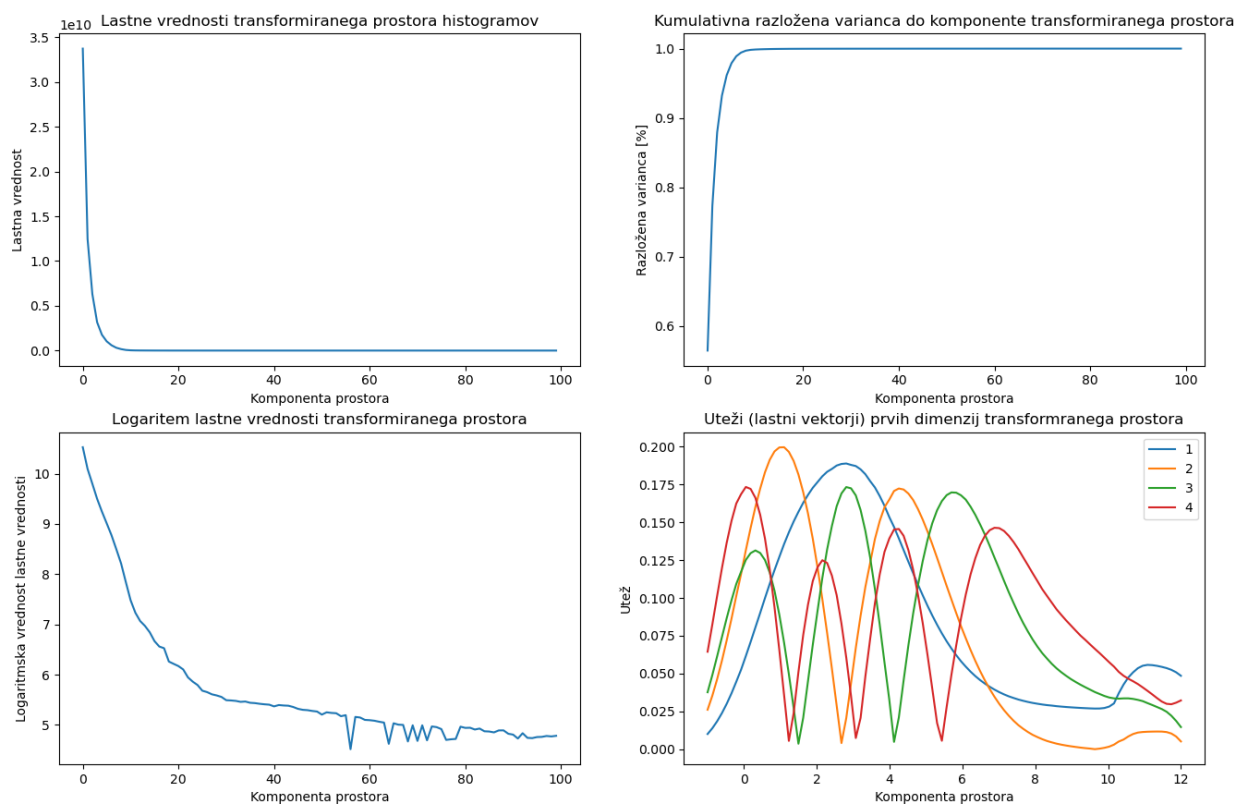 Lastne vrednosti transformiranega prostora histogramov
1e10
3.5
3.0
2.5
2.0
1.5
1.0
0.5
0.0
Lastna vrednost
0 20 40 60 80 100
Komponenta prostora
Kumulativna razložena varianca do komponente transformiranega prostora
1.0
0.9
0.8
0.7
0.6
Razložena varianca [%]
0 20 40 60 80 100
Komponenta prostora
Logaritem lastne vrednosti transformiranega prostora
10
9
8
7
6
5
Logaritmska vrednost lastne vrednosti
0 20 40 60 80 100
Komponenta prostora
Uteži (lastni vektorji) prvih dimenzij transformranega prostora
0.200
0.175
0.150
0.125
0.100
0.075
0.050
0.025
0.000
Utež
1
2
3
4
0 2 4 6 8 10 12
Komponenta prostora